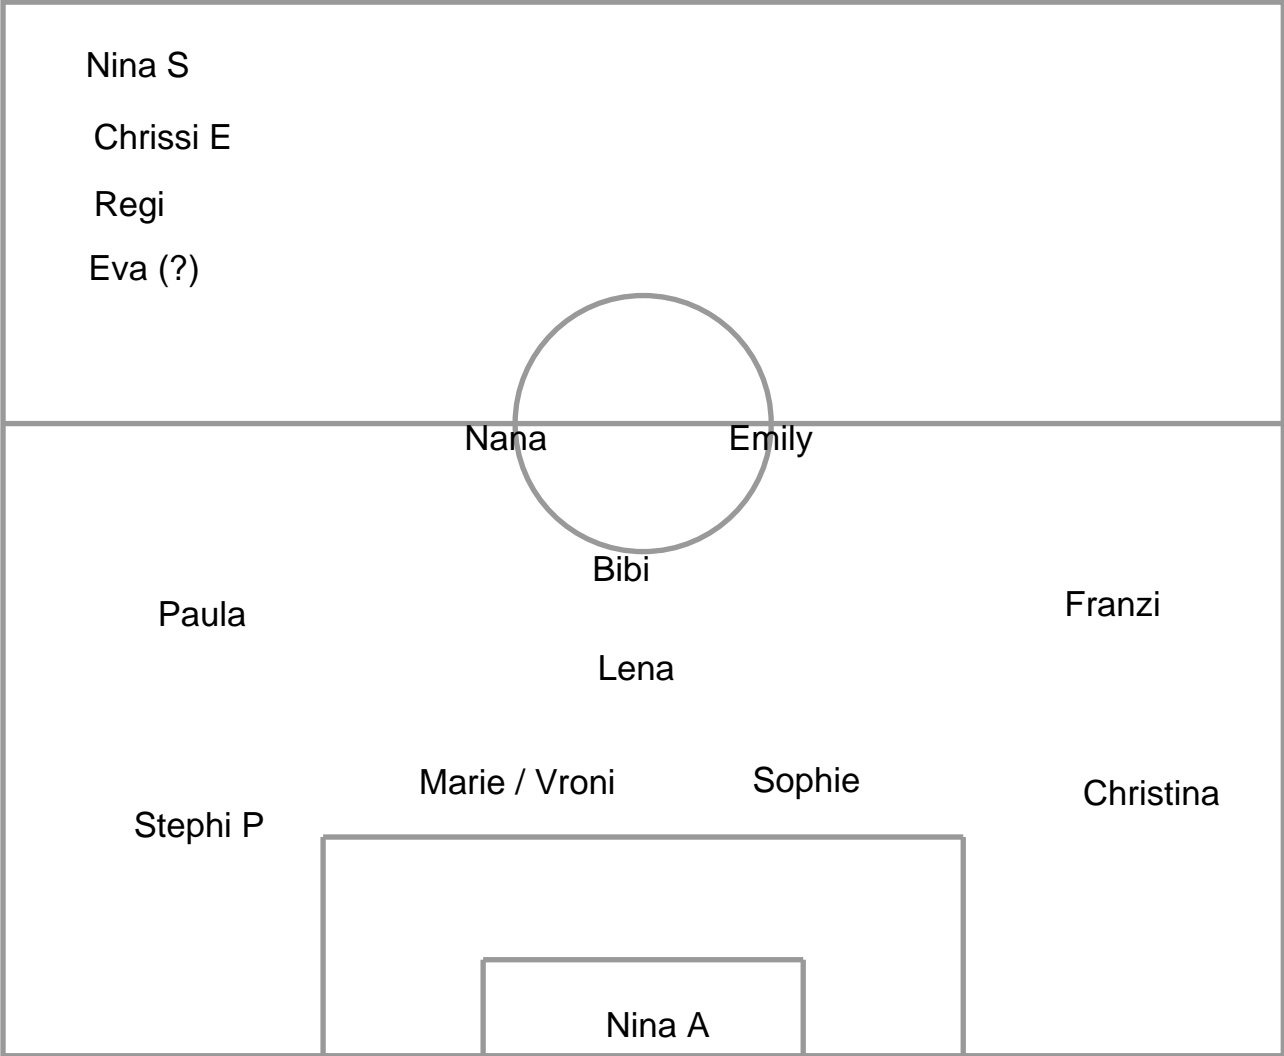 Nina S
Chrissi E
Regi
Eva (?)
Nana Emily
Bibi
Paula Franzi
Lena
Marie / Vroni Sophie
Stephi P Christina
Nina A